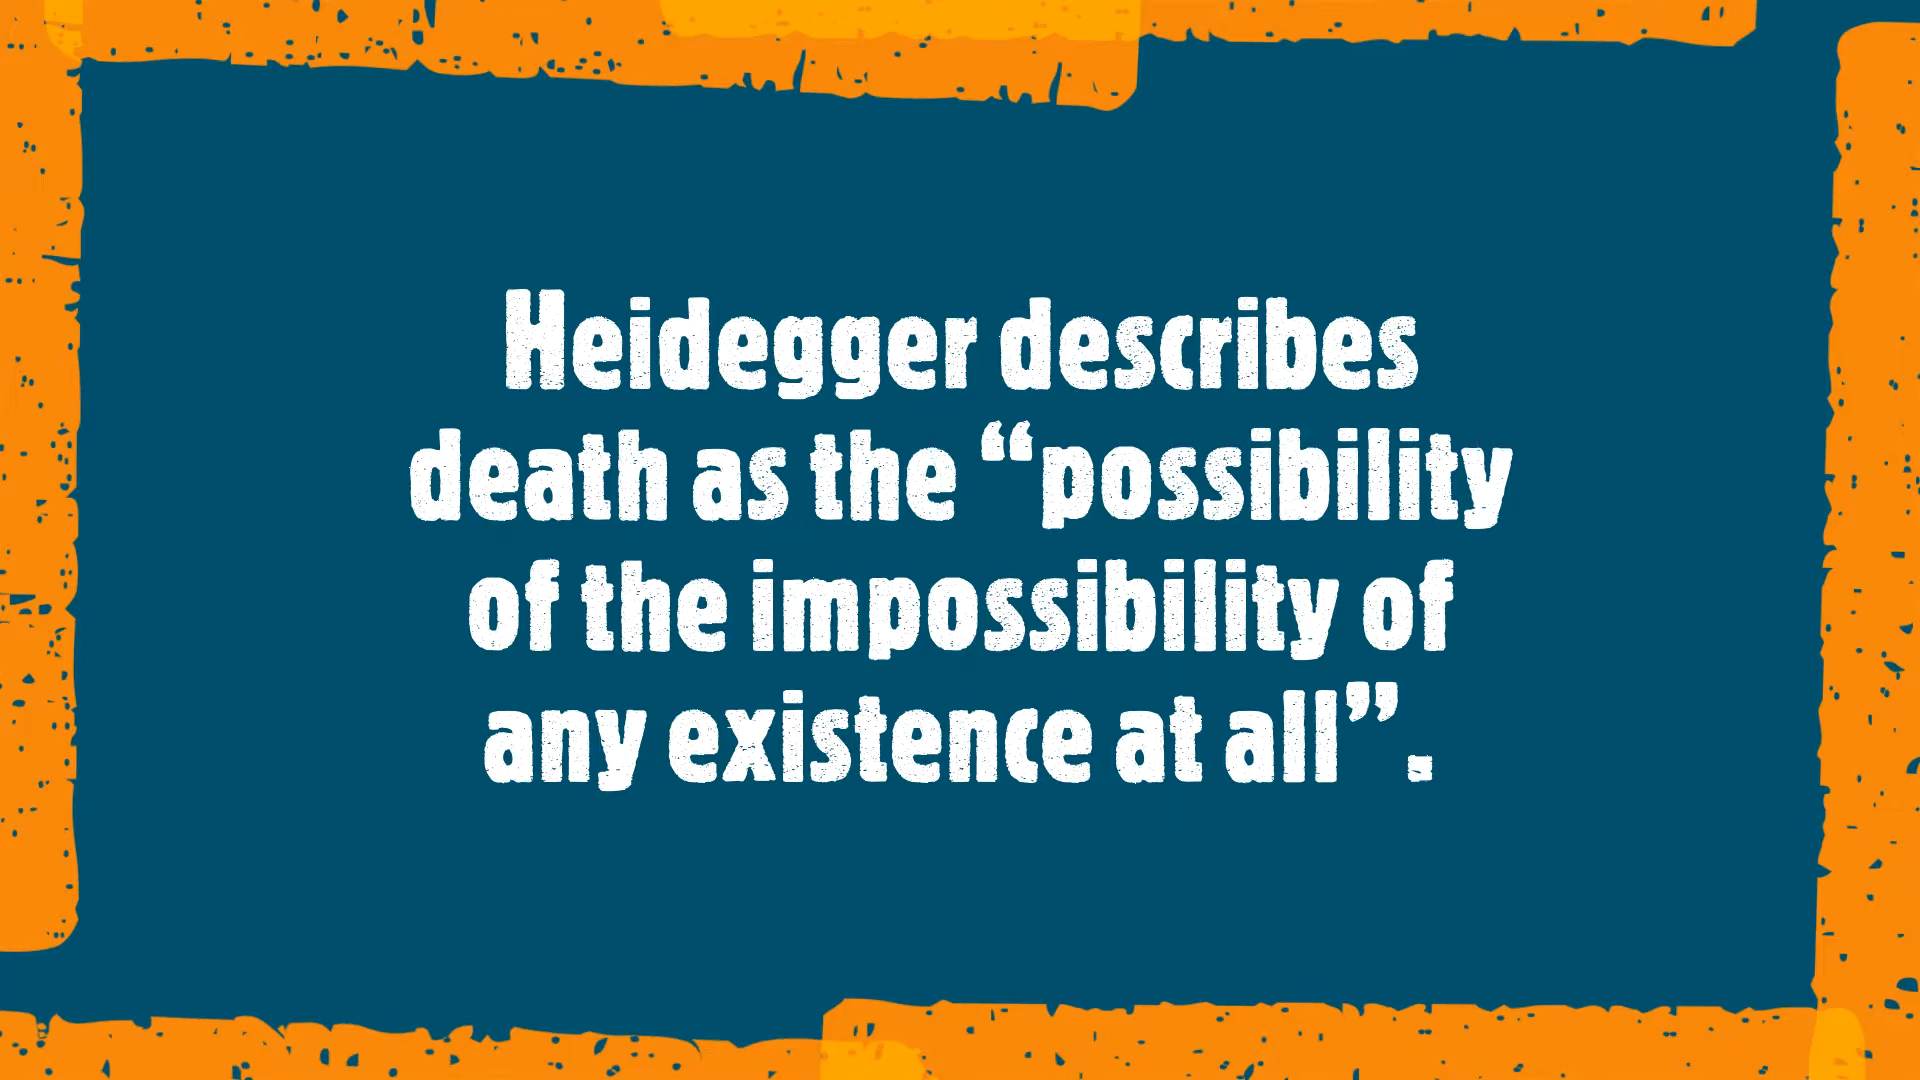 Heidegger describes
death as the “possibility
of the impossibility of
any existence at all”.